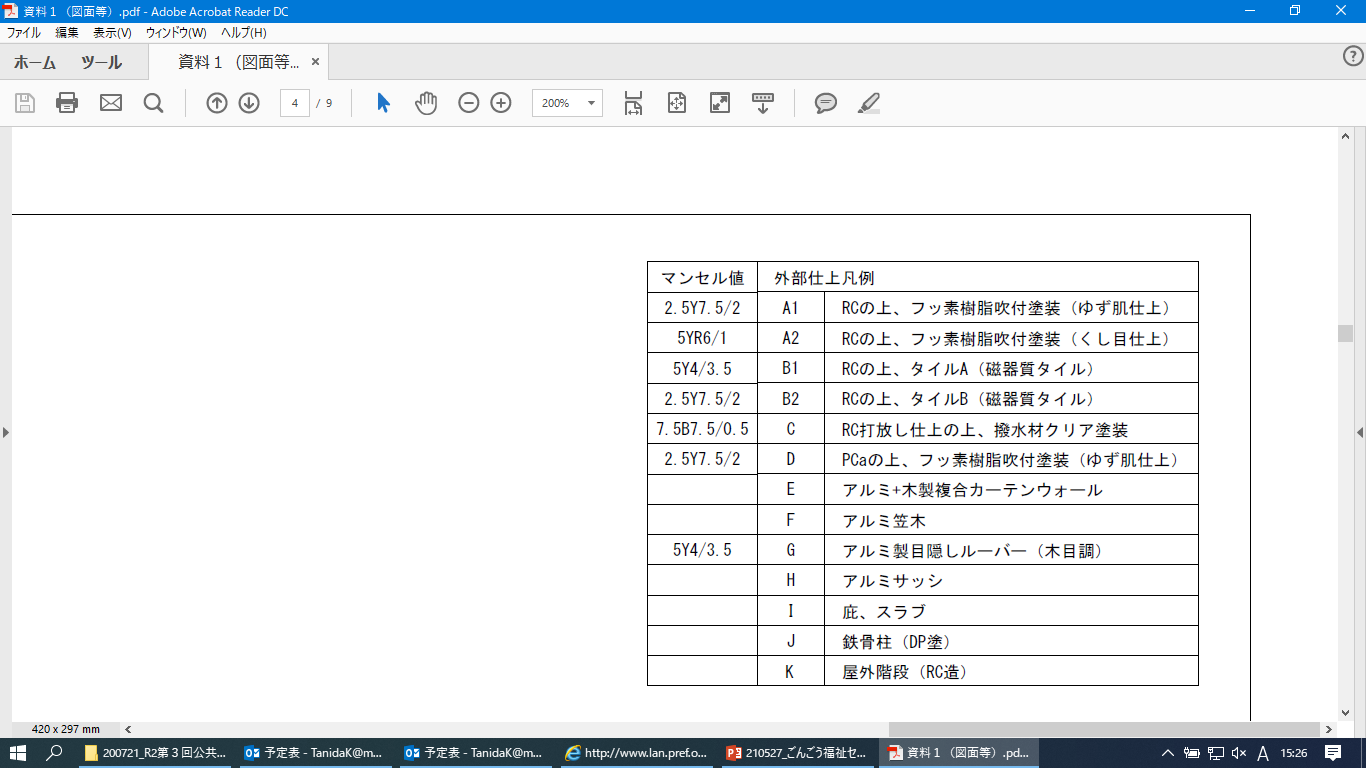 資料１（図面等）.pdf - Adobe Acrobat Reader DC
ファイル 編集 表示(V) ウィンドウ(W) ヘルプ(H)
ホーム ツール 資料１（図面等... ×
4 / 9 200%
マンセル値 外部仕上凡例
2.5Y7.5/2 A1 RCの上、フッ素樹脂吹付塗装（ゆず肌仕上）
5YR6/1 A2 RCの上、フッ素樹脂吹付塗装（くし目仕上）
5Y4/3.5 B1 RCの上、タイルA（磁器質タイル）
2.5Y7.5/2 B2 RCの上、タイルB（磁器質タイル）
7.5B7.5/0.5 C RC打放し仕上の上、撥水材クリア塗装
2.5Y7.5/2 D PCaの上、フッ素樹脂吹付塗装（ゆず肌仕上）
E アルミ+木製複合カーテンウォール
F アルミ笠木
5Y4/3.5 G アルミ製目隠しルーバー（木目調）
H アルミサッシ
I 庇、スラブ
J 鉄骨柱（DP塗）
K 屋外階段（RC造）
420 x 297 mm
200721_R2第３回公共... 予定表 - TanidaK@m... 予定表 - TanidaK@m... http://www.lan.pref.o... 210527_ごんごう福祉セ... 資料１（図面等）.pd... A 15:26